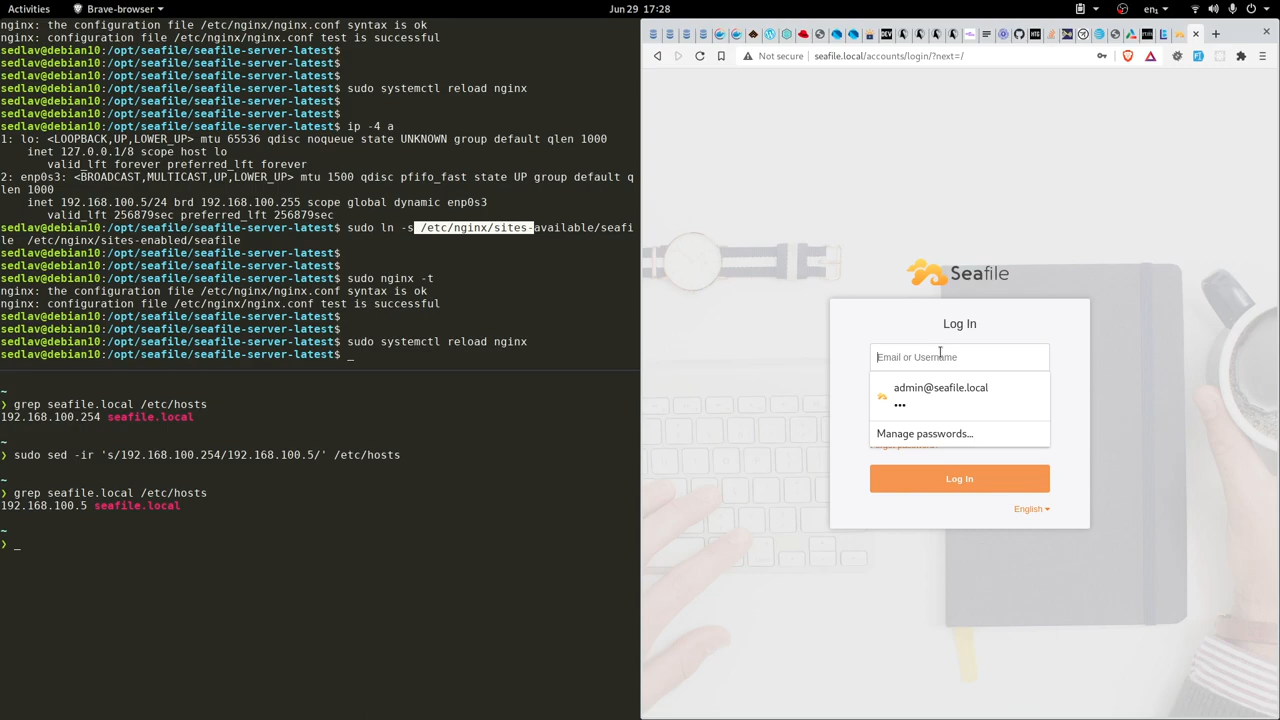 Activities
Brave-browser
Jun 29 17:28
en₁
nginx: the configuration file /etc/nginx/nginx.conf syntax is ok
nginx: configuration file /etc/nginx/nginx.conf test is successful
sedlav@debian10:/opt/seafile/seafile-server-latest$
sedlav@debian10:/opt/seafile/seafile-server-latest$
sedlav@debian10:/opt/seafile/seafile-server-latest$
sedlav@debian10:/opt/seafile/seafile-server-latest$ sudo systemctl reload nginx
sedlav@debian10:/opt/seafile/seafile-server-latest$
sedlav@debian10:/opt/seafile/seafile-server-latest$
sedlav@debian10:/opt/seafile/seafile-server-latest$ ip -4 a
1: lo: <LOOPBACK,UP,LOWER_UP> mtu 65536 qdisc noqueue state UNKNOWN group default qlen 1000
    inet 127.0.0.1/8 scope host lo
       valid_lft forever preferred_lft forever
2: enp0s3: <BROADCAST,MULTICAST,UP,LOWER_UP> mtu 1500 qdisc pfifo_fast state UP group default q
len 1000
    inet 192.168.100.5/24 brd 192.168.100.255 scope global dynamic enp0s3
       valid_lft 256879sec preferred_lft 256879sec
sedlav@debian10:/opt/seafile/seafile-server-latest$ sudo ln -s /etc/nginx/sites-available/seafi
le  /etc/nginx/sites-enabled/seafile
sedlav@debian10:/opt/seafile/seafile-server-latest$
sedlav@debian10:/opt/seafile/seafile-server-latest$
sedlav@debian10:/opt/seafile/seafile-server-latest$ sudo nginx -t
nginx: the configuration file /etc/nginx/nginx.conf syntax is ok
nginx: configuration file /etc/nginx/nginx.conf test is successful
sedlav@debian10:/opt/seafile/seafile-server-latest$
sedlav@debian10:/opt/seafile/seafile-server-latest$
sedlav@debian10:/opt/seafile/seafile-server-latest$ sudo systemctl reload nginx
sedlav@debian10:/opt/seafile/seafile-server-latest$ _
~
❯ grep seafile.local /etc/hosts
192.168.100.254 seafile.local
~
❯ sudo sed -ir 's/192.168.100.254/192.168.100.5/' /etc/hosts
~
❯ grep seafile.local /etc/hosts
192.168.100.5 seafile.local
~
❯ _
Not secure
seafile.local/accounts/login/?next=/
Seafile
Log In
Email or Username
admin@seafile.local
•••
Manage passwords...
Log In
English